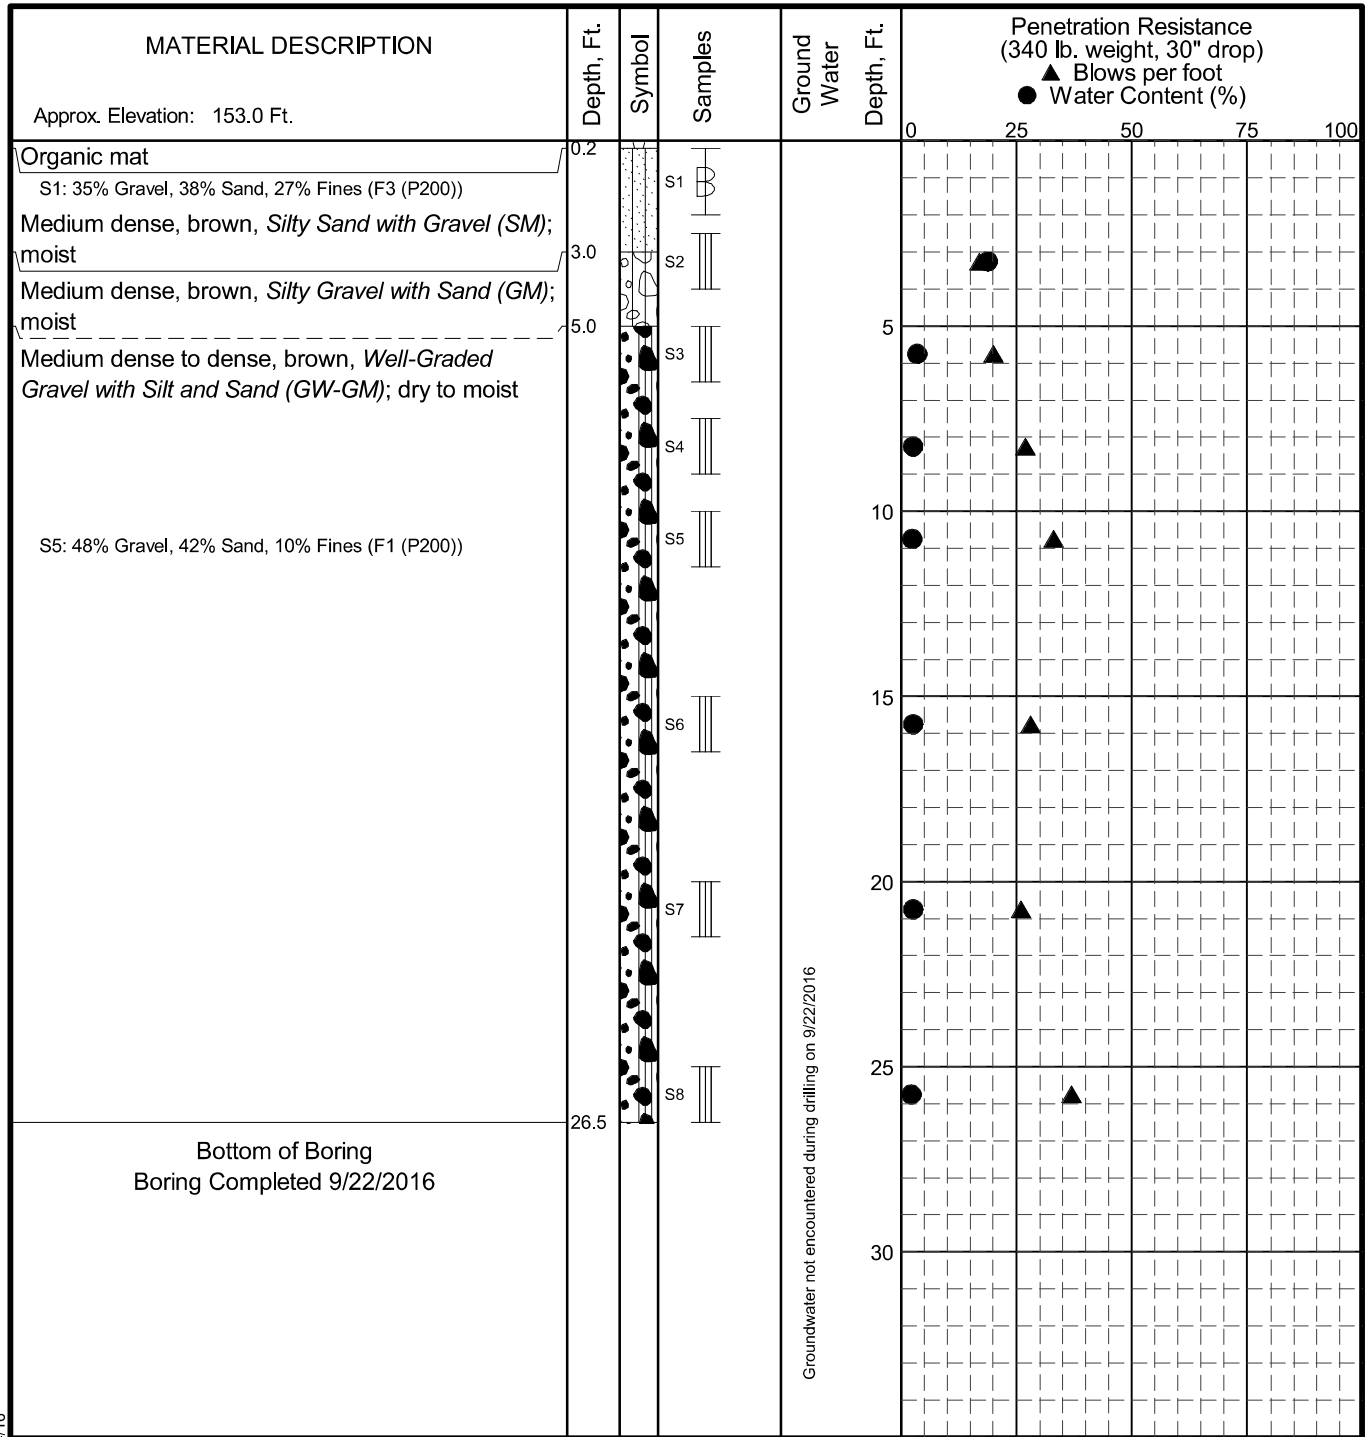 MATERIAL DESCRIPTION
Approx. Elevation: 153.0 Ft.
Depth, Ft.
Symbol
Samples
Ground
Water
Depth, Ft.
Penetration Resistance
(340 lb. weight, 30" drop)
▲ Blows per foot
● Water Content (%)
0 25 50 75 100
Organic mat
0.2
S1: 35% Gravel, 38% Sand, 27% Fines (F3 (P200))
S1
Medium dense, brown, Silty Sand with Gravel (SM);
moist
3.0
S2
Medium dense, brown, Silty Gravel with Sand (GM);
moist
5.0
5
Medium dense to dense, brown, Well-Graded
Gravel with Silt and Sand (GW-GM); dry to moist
S3
S4
10
S5: 48% Gravel, 42% Sand, 10% Fines (F1 (P200))
S5
15
S6
20
S7
25
S8
26.5
Bottom of Boring
Boring Completed 9/22/2016
Groundwater not encountered during drilling on 9/22/2016
30